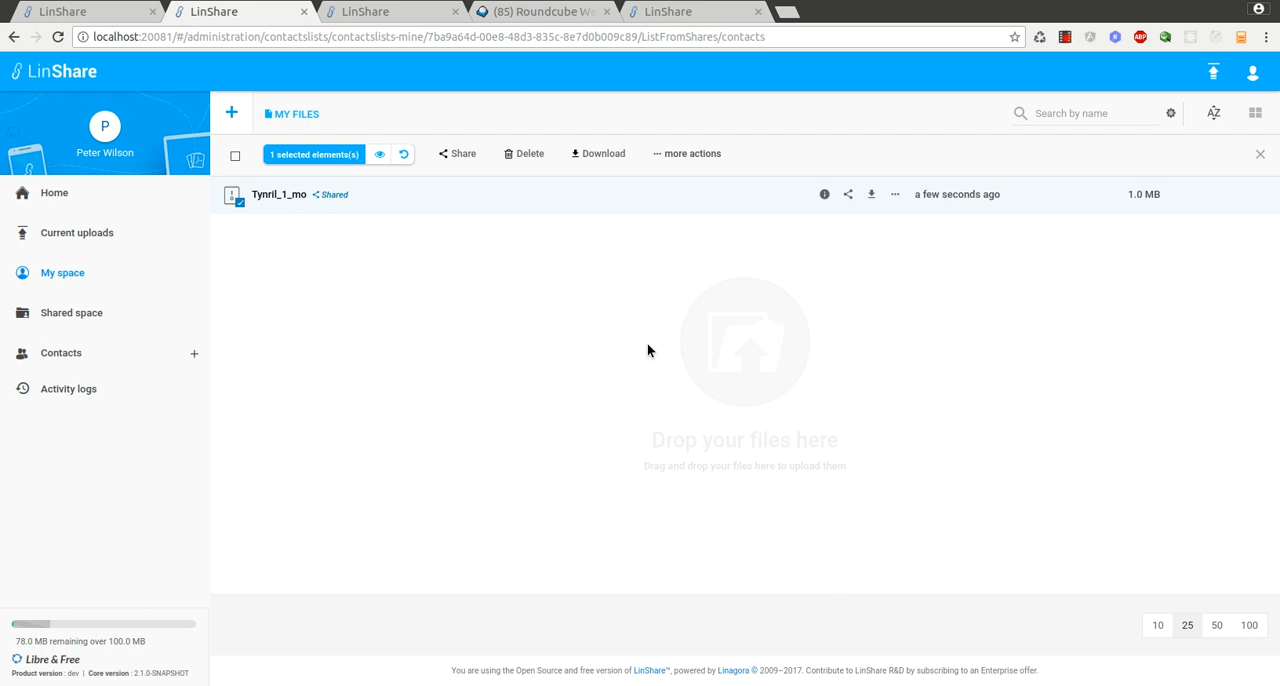 LinShare
LinShare
LinShare
(85) Roundcube We
LinShare
localhost:20081/#/administration/contactslists/contactslists-mine/7ba9a64d-00e8-48d3-835c-8e7d0b009c89/ListFromShares/contacts
ABP
LinShare
P
Peter Wilson
MY FILES
Search by name
AZ
1 selected elements(s)
Share
Delete
Download
··· more actions
Home
Current uploads
My space
Shared space
Contacts
Activity logs
Tynril_1_mo
Shared
a few seconds ago
1.0 MB
Drop your files here
Drag and drop your files here to upload them
10
25
50
100
78.0 MB remaining over 100.0 MB
Libre & Free
Product version : dev | Core version : 2.1.0-SNAPSHOT
You are using the Open Source and free version of LinShare™, powered by Linagora © 2009–2017. Contribute to LinShare R&D by subscribing to an Enterprise offer.